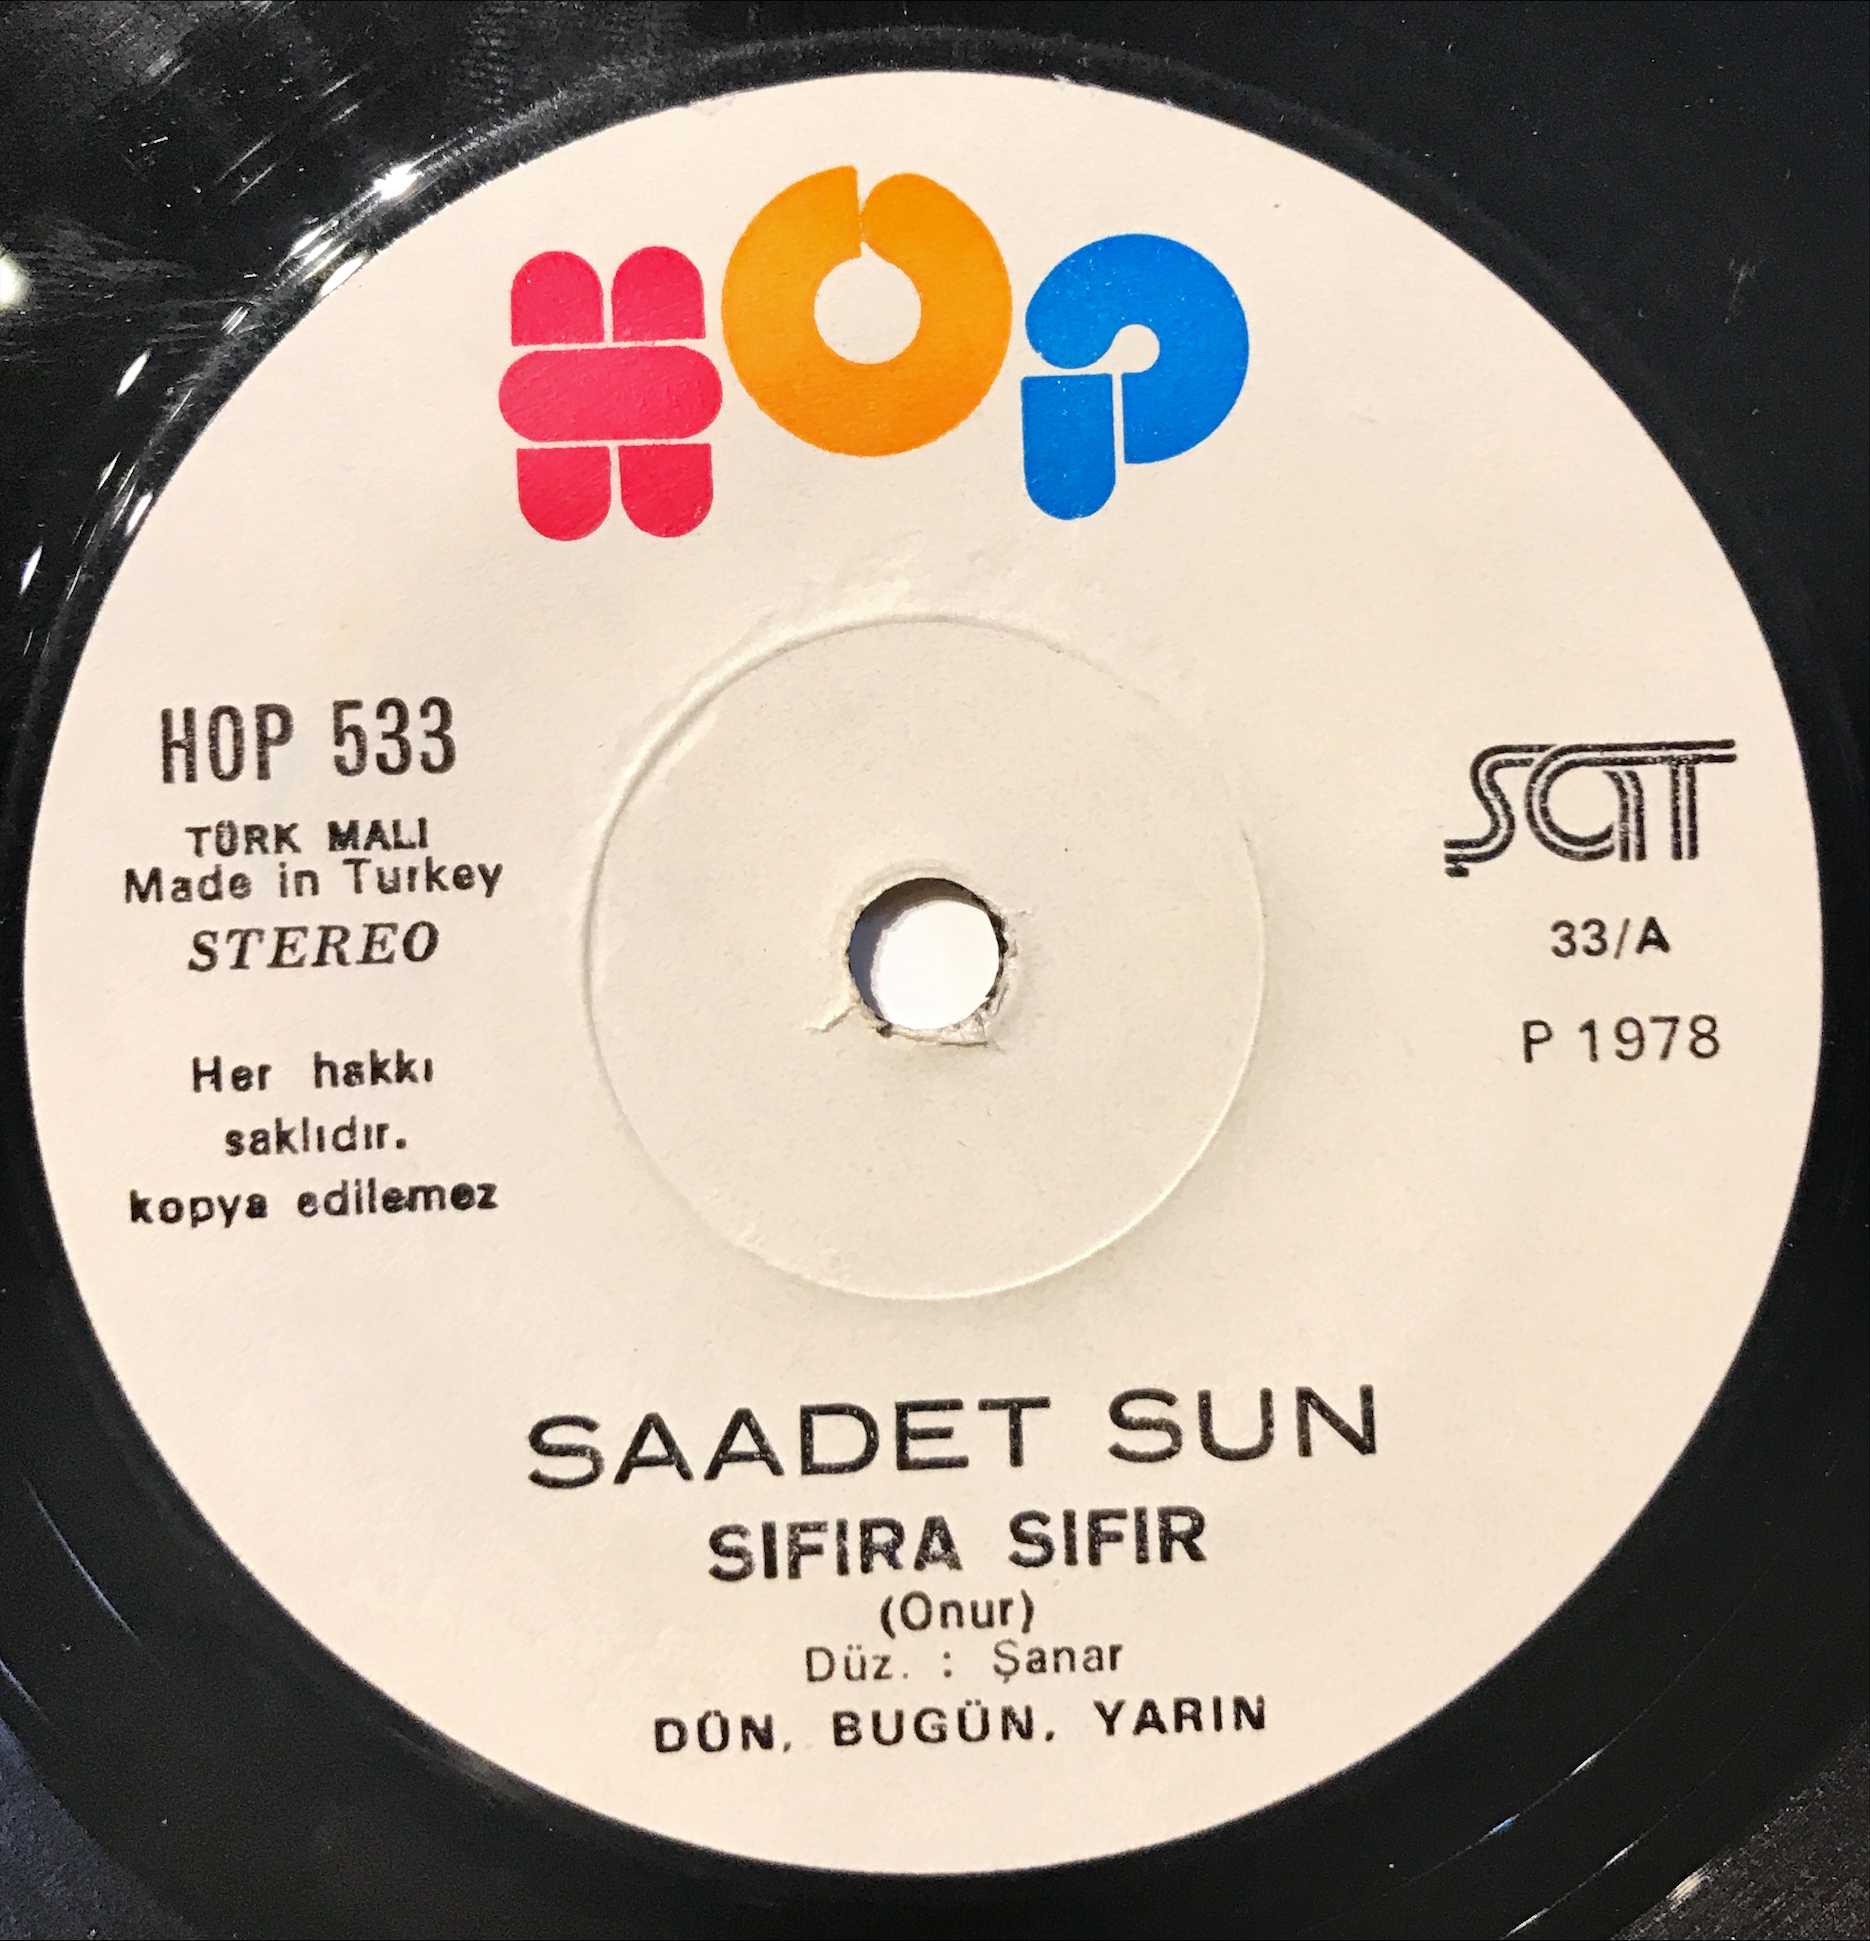 HOP
HOP 533
TÜRK MALI
Made in Turkey
STEREO
Her hakkı
saklıdır.
kopya edilemez
ŞAT
33/A
P 1978
SAADET SUN
SIFIRA SIFIR
(Onur)
Düz. : Şanar
DÜN, BUGÜN, YARIN